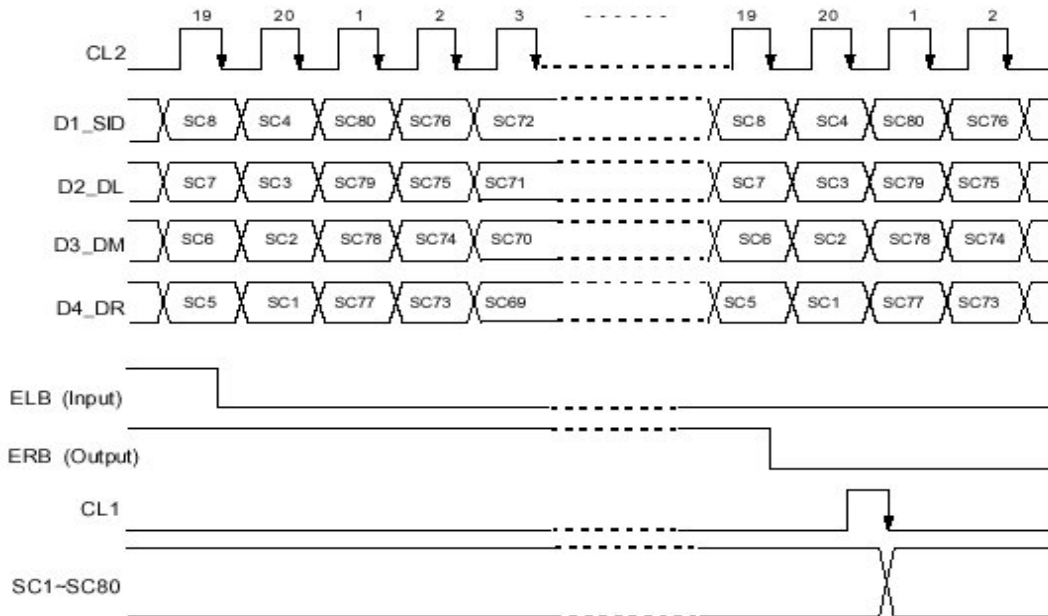 19 20 1 2 3 19 20 1 2
CL2
D1_SID SC8 SC4 SC80 SC76 SC72 SC8 SC4 SC80 SC76
D2_DL SC7 SC3 SC79 SC75 SC71 SC7 SC3 SC79 SC75
D3_DM SC6 SC2 SC78 SC74 SC70 SC6 SC2 SC78 SC74
D4_DR SC5 SC1 SC77 SC73 SC69 SC5 SC1 SC77 SC73
ELB (Input)
ERB (Output)
CL1
SC1~SC80